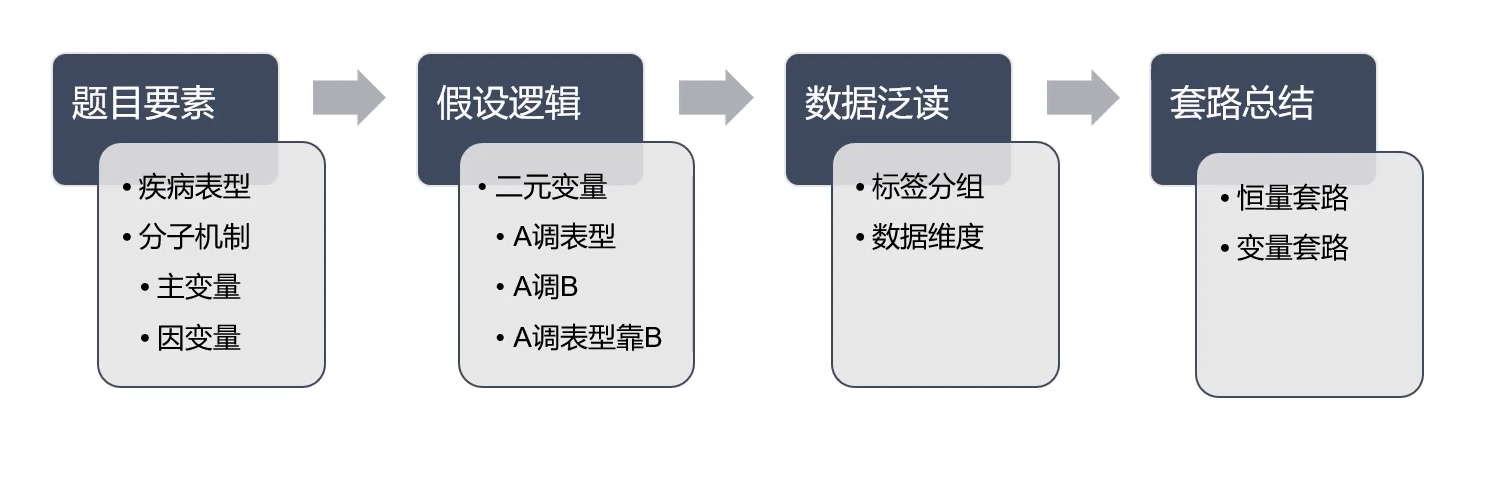 题目要素
• 疾病表型
• 分子机制
• 主变量
• 因变量
假设逻辑
• 二元变量
• A调表型
• A调B
• A调表型靠B
数据泛读
• 标签分组
• 数据维度
套路总结
• 恒量套路
• 变量套路